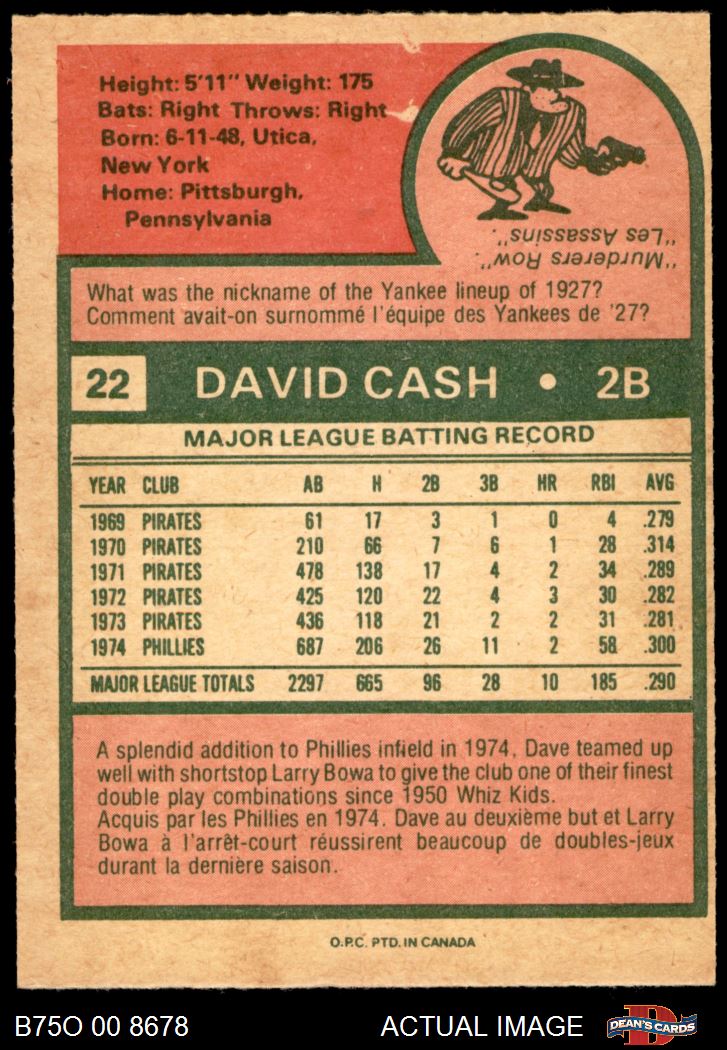 Height: 5'11" Weight: 175
Bats: Right Throws: Right
Born: 6-11-48, Utica,
New York
Home: Pittsburgh,
Pennsylvania
"Murderers Row".
"Les Assassins".
What was the nickname of the Yankee lineup of 1927?
Comment avait-on surnommé l'équipe des Yankees de '27?
22 DAVID CASH • 2B
MAJOR LEAGUE BATTING RECORD
YEAR CLUB AB H 2B 3B HR RBI AVG
1969 PIRATES 61 17 3 1 0 4 .279
1970 PIRATES 210 66 7 6 1 28 .314
1971 PIRATES 478 138 17 4 2 34 .289
1972 PIRATES 425 120 22 4 3 30 .282
1973 PIRATES 436 118 21 2 2 31 .281
1974 PHILLIES 687 206 26 11 2 58 .300
MAJOR LEAGUE TOTALS 2297 665 96 28 10 185 .290
A splendid addition to Phillies infield in 1974, Dave teamed up
well with shortstop Larry Bowa to give the club one of their finest
double play combinations since 1950 Whiz Kids.
Acquis par les Phillies en 1974. Dave au deuxième but et Larry
Bowa à l'arrêt-court réussirent beaucoup de doubles-jeux
durant la dernière saison.
O.P.C. PTD. IN CANADA
B75O 00 8678 ACTUAL IMAGE DEAN'S CARDS